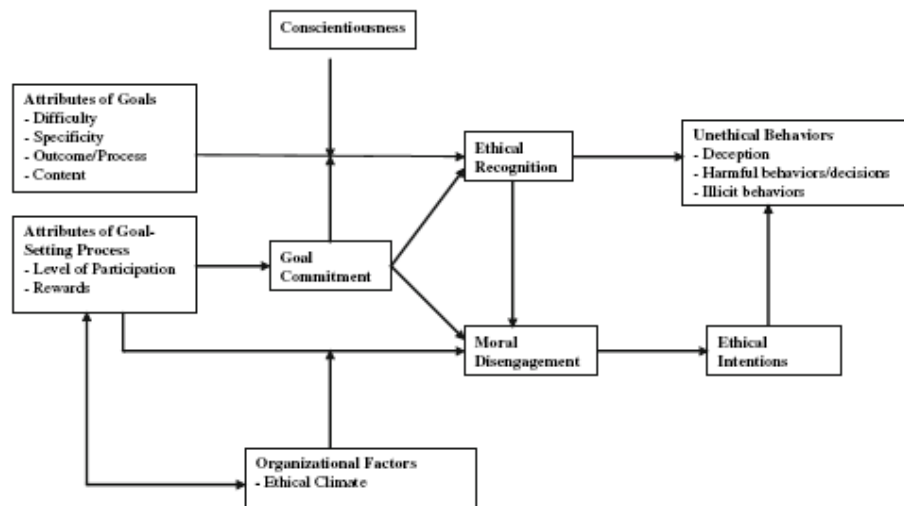 Conscientiousness
Attributes of Goals
- Difficulty
- Specificity
- Outcome/Process
- Content
Ethical
Recognition
Unethical Behaviors
- Deception
- Harmful behaviors/decisions
- Illicit behaviors
Attributes of Goal-
Setting Process
- Level of Participation
- Rewards
Goal
Commitment
Moral
Disengagement
Ethical
Intentions
Organizational Factors
- Ethical Climate